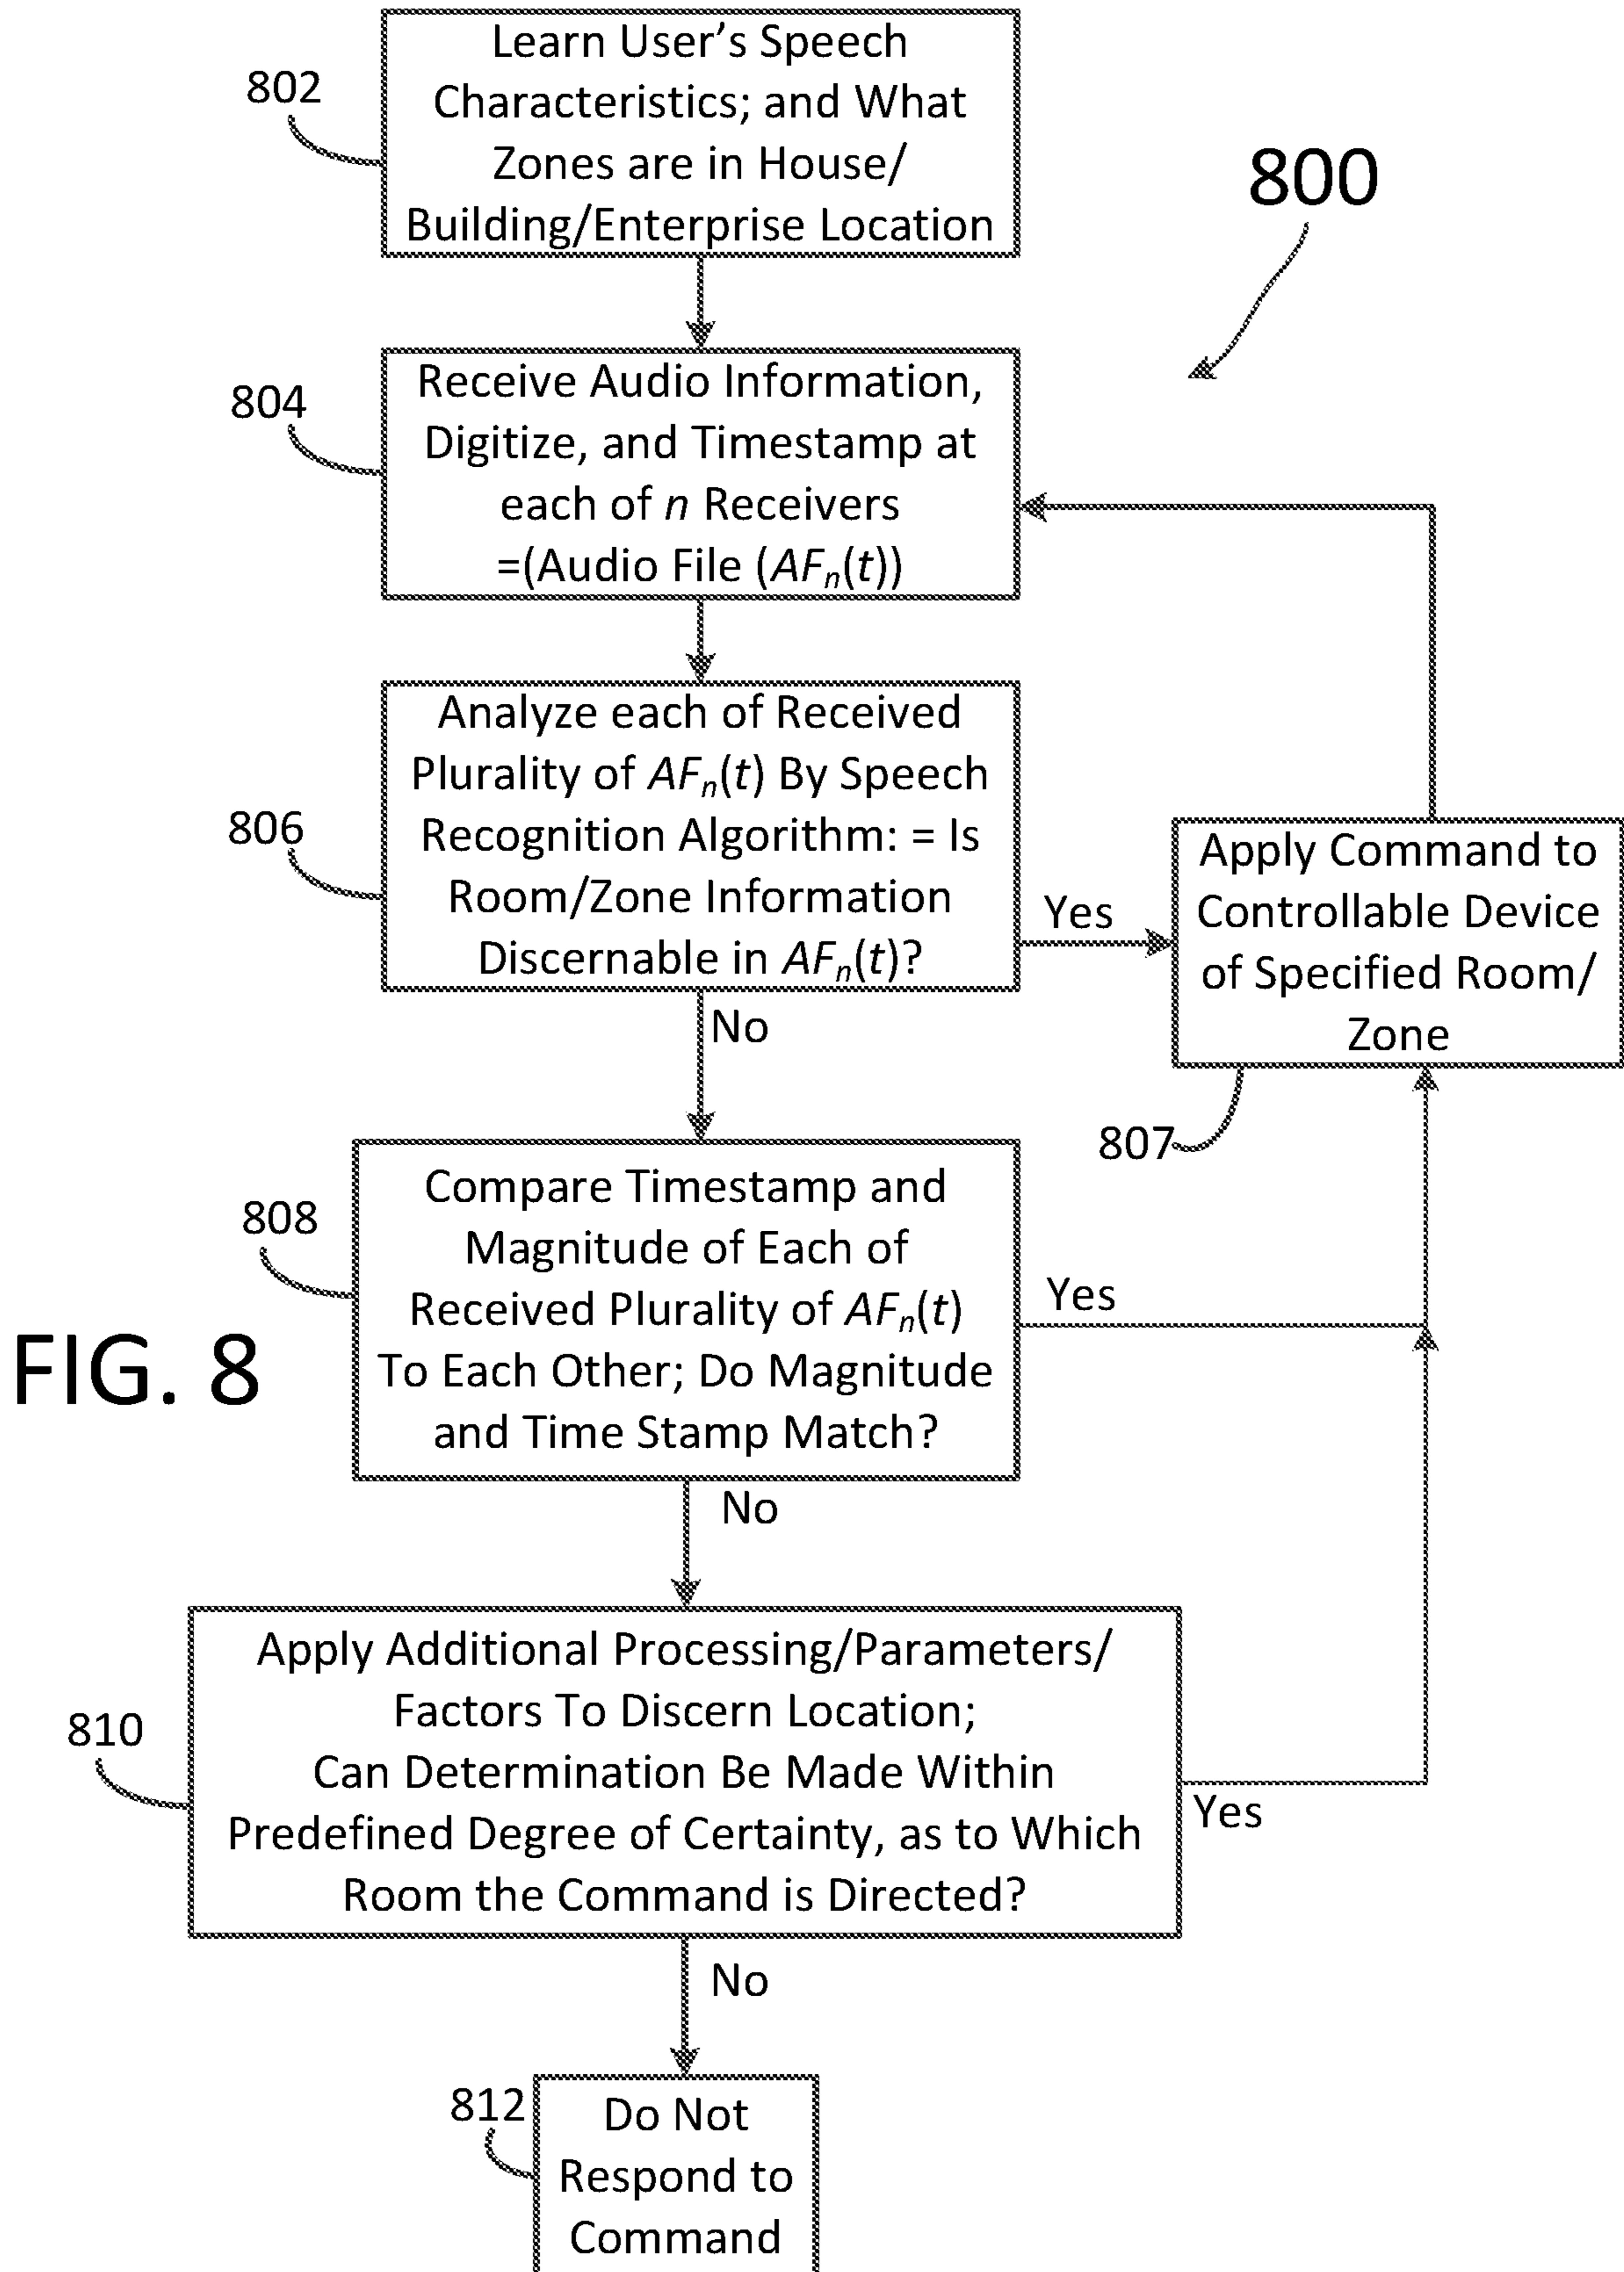 802
Learn User’s Speech
Characteristics; and What
Zones are in House/
Building/Enterprise Location
800
804
Receive Audio Information,
Digitize, and Timestamp at
each of n Receivers
=(Audio File (AFn(t))
806
Analyze each of Received
Plurality of AFn(t) By Speech
Recognition Algorithm: = Is
Room/Zone Information
Discernable in AFn(t)?
Yes
Apply Command to
Controllable Device
of Specified Room/
Zone
807
No
808
Compare Timestamp and
Magnitude of Each of
Received Plurality of AFn(t)
To Each Other; Do Magnitude
and Time Stamp Match?
Yes
FIG. 8
No
810
Apply Additional Processing/Parameters/
Factors To Discern Location;
Can Determination Be Made Within
Predefined Degree of Certainty, as to Which
Room the Command is Directed?
Yes
No
812
Do Not
Respond to
Command